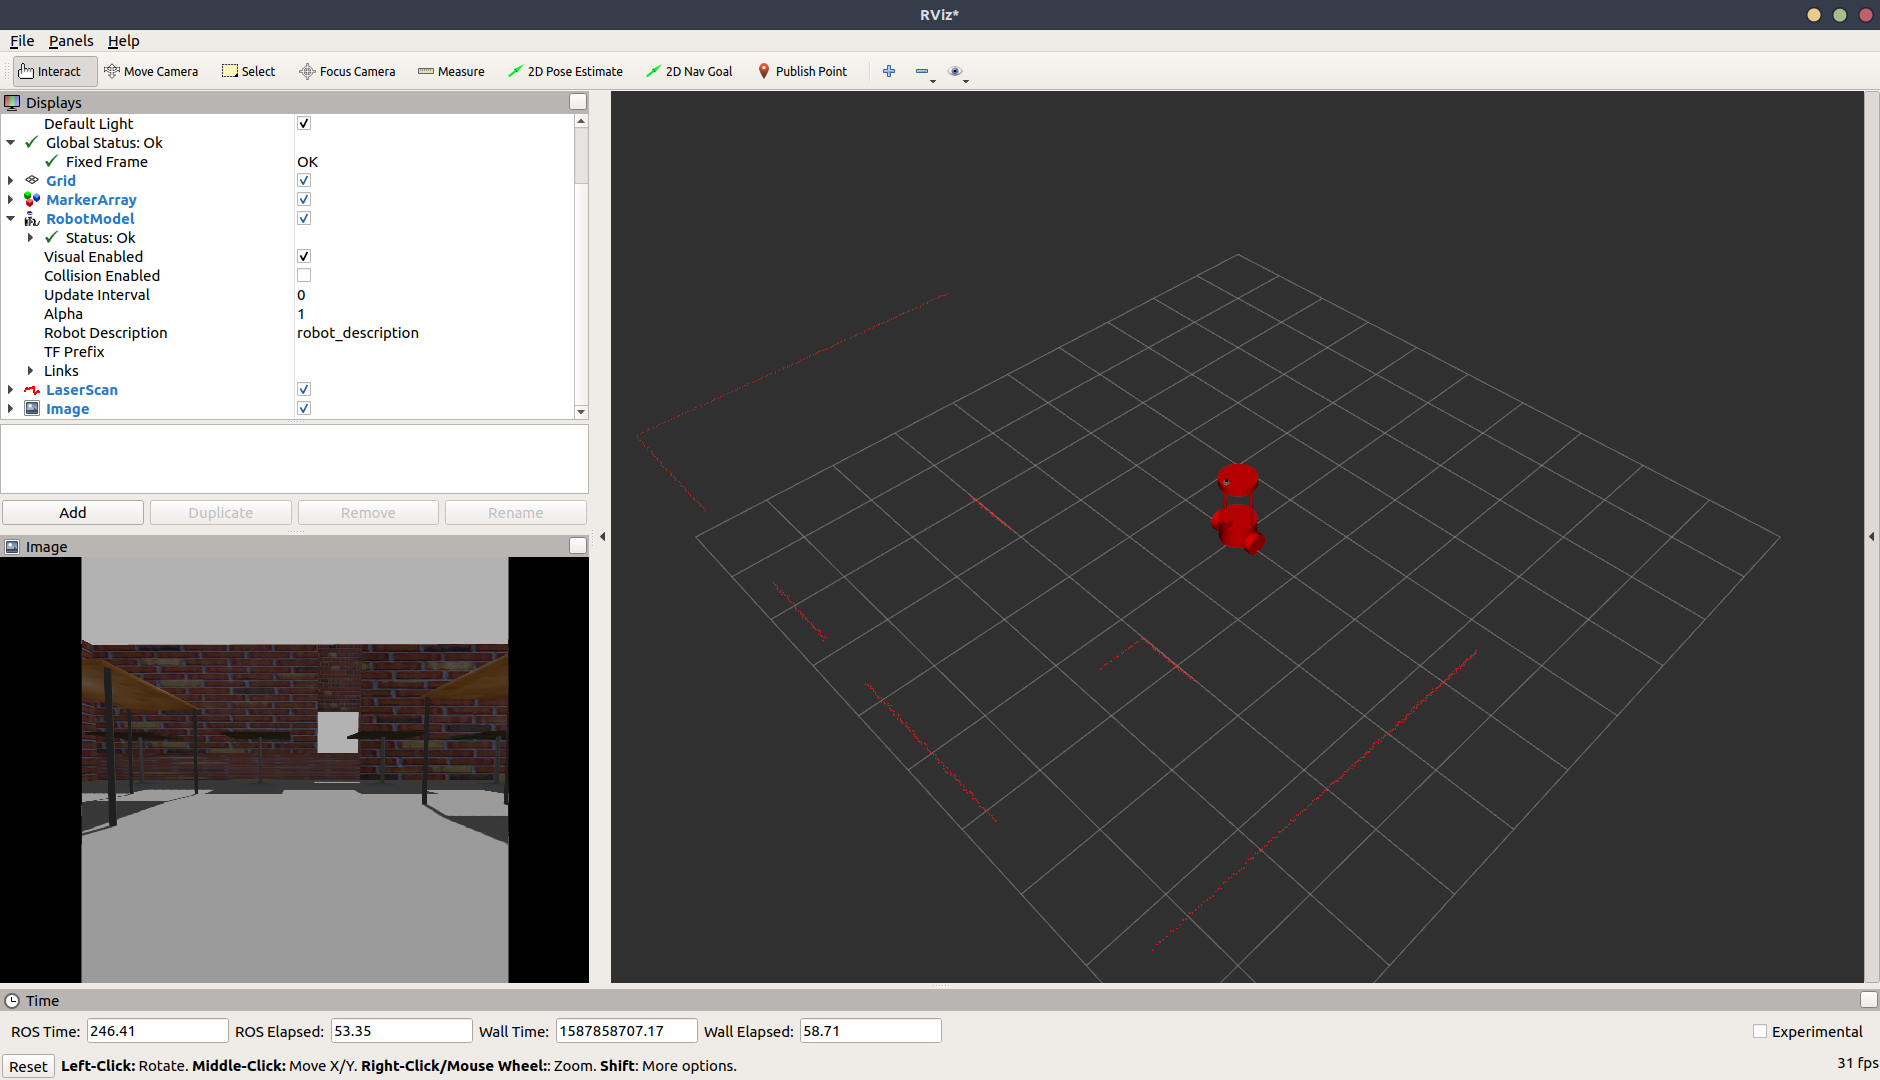 RViz*
File Panels Help
Interact Move Camera Select Focus Camera Measure 2D Pose Estimate 2D Nav Goal Publish Point
Displays
Default Light
Global Status: Ok
Fixed Frame OK
Grid
MarkerArray
RobotModel
Status: Ok
Visual Enabled
Collision Enabled
Update Interval 0
Alpha 1
Robot Description robot_description
TF Prefix
Links
LaserScan
Image
Add Duplicate Remove Rename
Image
Time
ROS Time: 246.41 ROS Elapsed: 53.35 Wall Time: 1587858707.17 Wall Elapsed: 58.71 Experimental
Reset Left-Click: Rotate. Middle-Click: Move X/Y. Right-Click/Mouse Wheel:: Zoom. Shift: More options. 31 fps